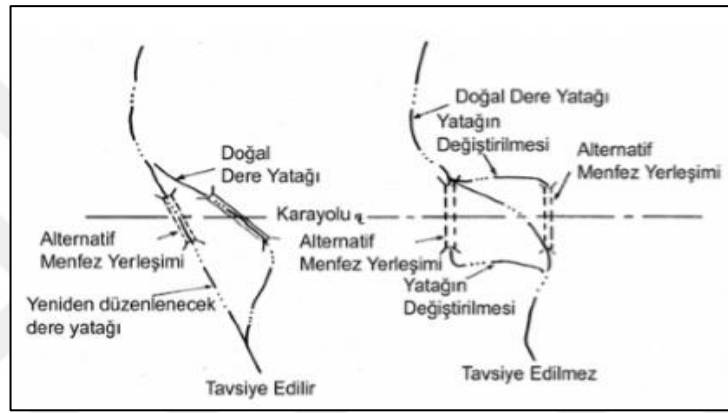 Doğal
Dere Yatağı
Alternatif
Menfez Yerleşimi
Yeniden düzenlenecek
dere yatağı
Tavsiye Edilir
Karayolu ℄
Doğal Dere Yatağı
Yatağın
Değiştirilmesi
Alternatif
Menfez Yerleşimi
Alternatif
Menfez Yerleşimi
Yatağın
Değiştirilmesi
Tavsiye Edilmez